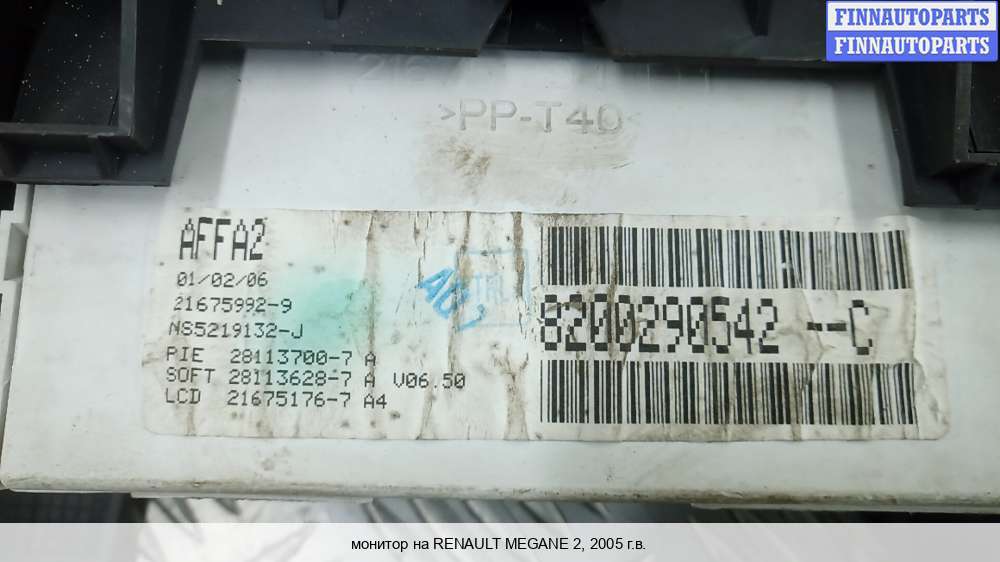 FINNAUTOPARTS
FINNAUTOPARTS
>PP-T40<
AFFA2
01/02/06
21675992-9
NS5219132-J
PIE 28113700-7 A
SOFT 28113628-7 A V06.50
LCD 21675176-7 A4
8200290542 --C
монитор на RENAULT MEGANE 2, 2005 г.в.